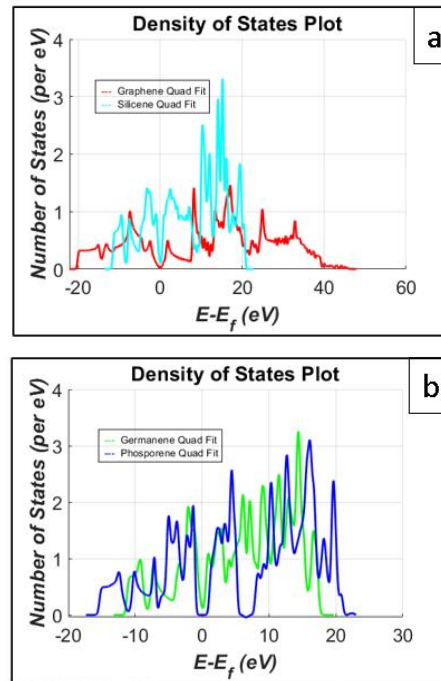 Density of States Plot
a
Number of States (per eV)
4
3
2
1
0
Graphene Quad Fit
Silicene Quad Fit
-20 0 20 40 60
E-E_f (eV)
Density of States Plot
b
Number of States (per eV)
4
3
2
1
0
Germanene Quad Fit
Phosporene Quad Fit
-20 -10 0 10 20 30
E-E_f (eV)